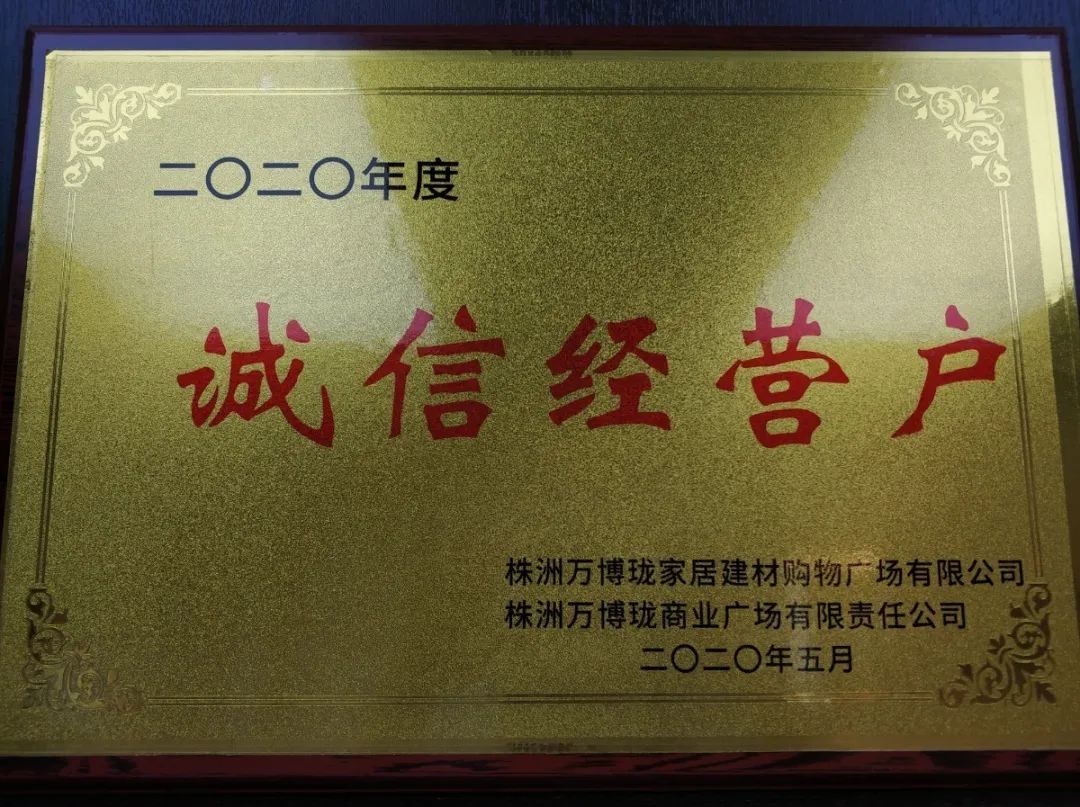 二〇二〇年度
诚信经营户
株洲万博珑家居建材购物广场有限公司
株洲万博珑商业广场有限责任公司
二〇二〇年五月